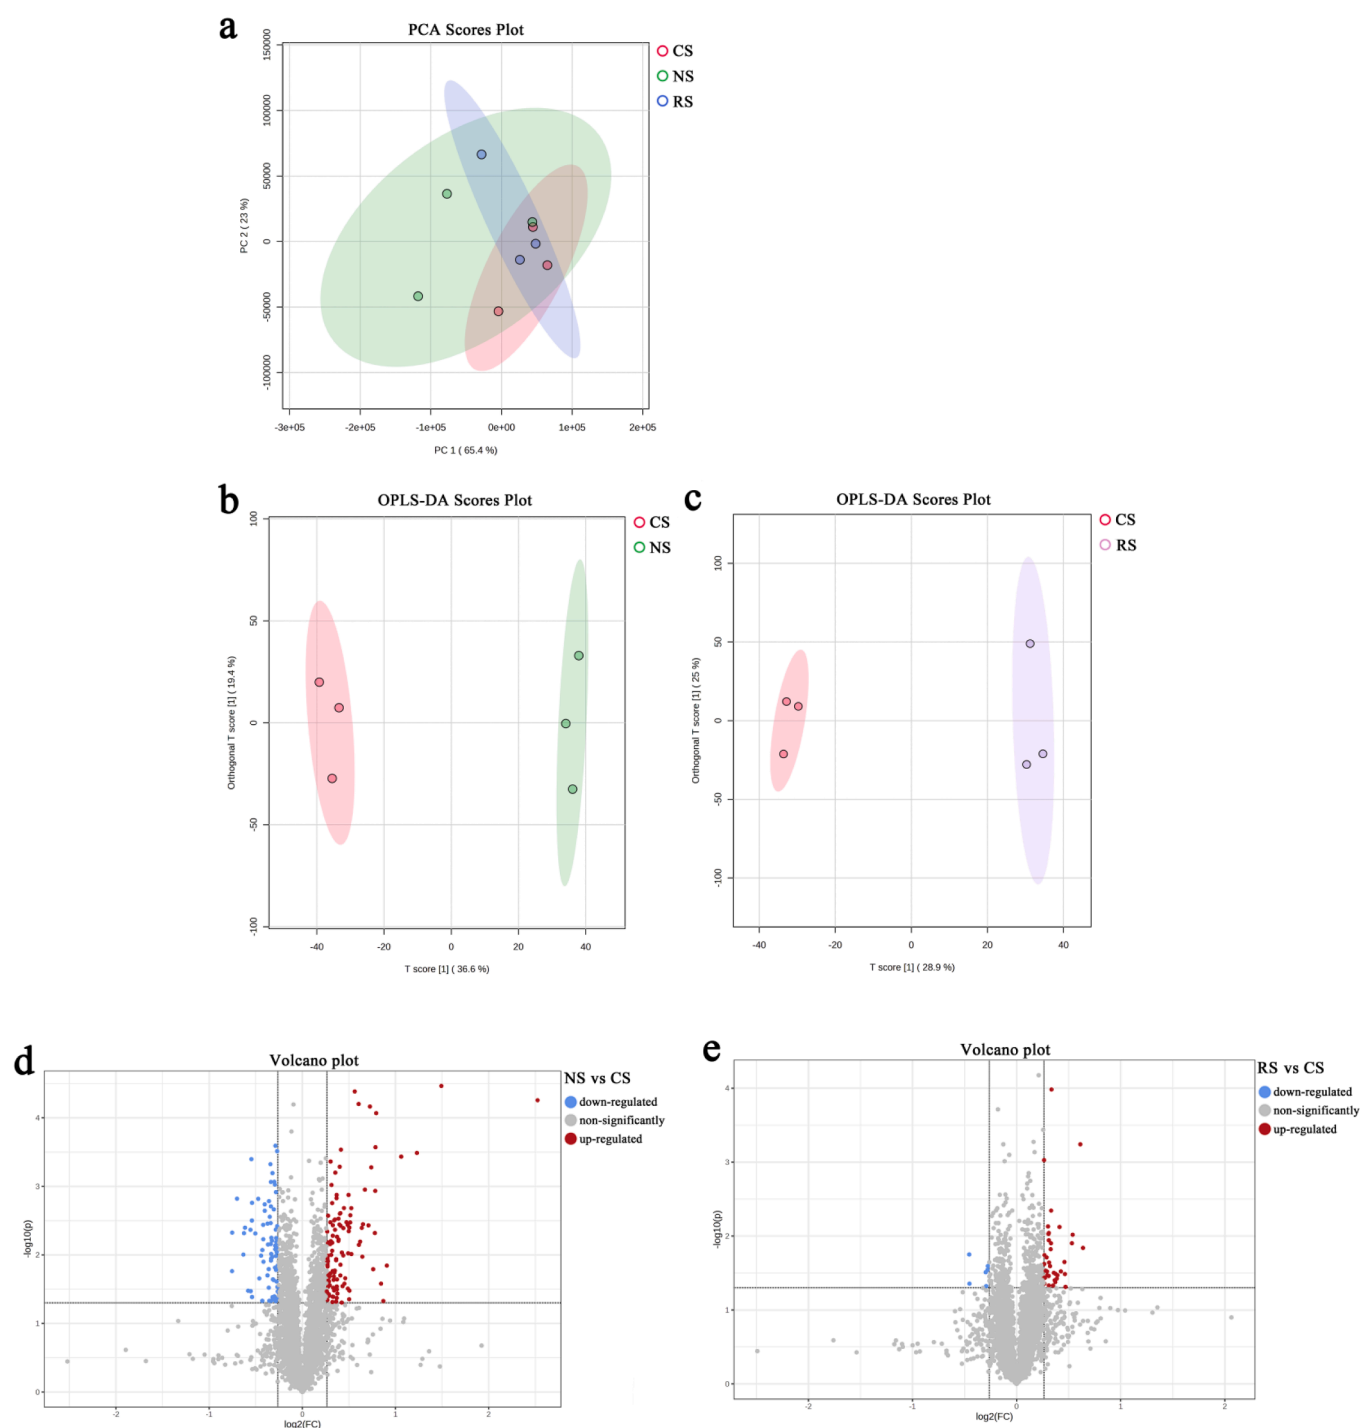 a
PCA Scores Plot
CS
NS
RS
150000
100000
50000
0
-50000
-100000
PC 2 ( 23 %)
-3e+05 -2e+05 -1e+05 0e+00 1e+05 2e+05
PC 1 ( 65.4 %)
b
OPLS-DA Scores Plot
CS
NS
100
50
0
-50
-100
Orthogonal T score [1] ( 19.4 %)
-40 -20 0 20 40
T score [1] ( 36.6 %)
c
OPLS-DA Scores Plot
CS
RS
100
50
0
-50
-100
Orthogonal T score [1] ( 25 %)
-40 -20 0 20 40
T score [1] ( 28.9 %)
d
Volcano plot
NS vs CS
down-regulated
non-significantly
up-regulated
4
3
2
1
0
-log10(p)
-2 -1 0 1 2
log2(FC)
e
Volcano plot
RS vs CS
down-regulated
non-significantly
up-regulated
4
3
2
1
0
-log10(p)
-2 -1 0 1 2
log2(FC)